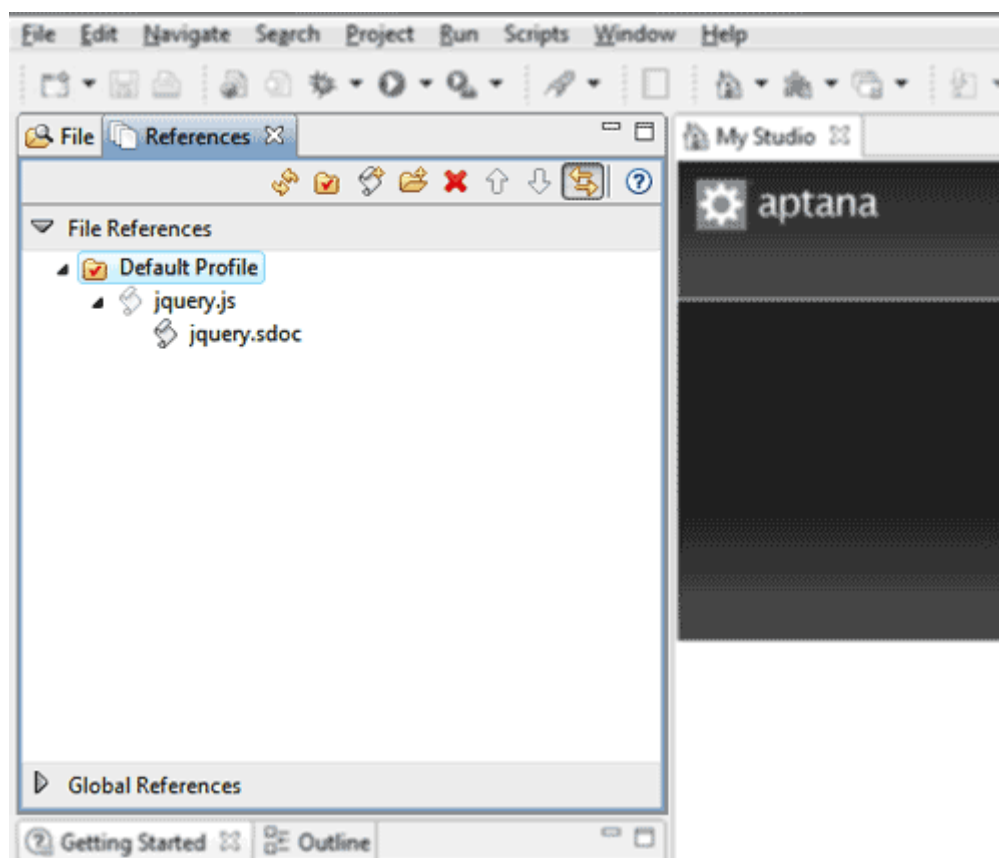 File Edit Navigate Search Project Run Scripts Window Help
File References
My Studio
aptana
File References
Default Profile
jquery.js
jquery.sdoc
Global References
Getting Started Outline